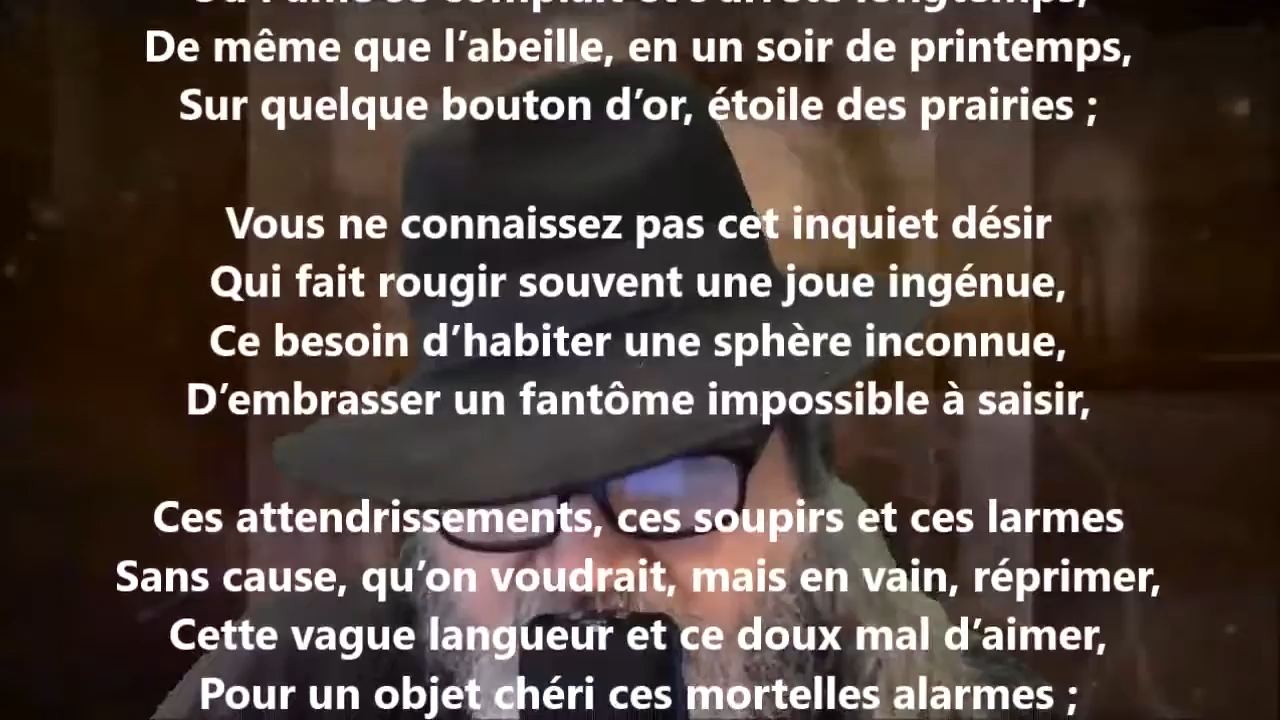 De même que l’abeille, en un soir de printemps,
Sur quelque bouton d’or, étoile des prairies ;
Vous ne connaissez pas cet inquiet désir
Qui fait rougir souvent une joue ingénue,
Ce besoin d’habiter une sphère inconnue,
D’embrasser un fantôme impossible à saisir,
Ces attendrissements, ces soupirs et ces larmes
Sans cause, qu’on voudrait, mais en vain, réprimer,
Cette vague langueur et ce doux mal d’aimer,
Pour un objet chéri ces mortelles alarmes ;